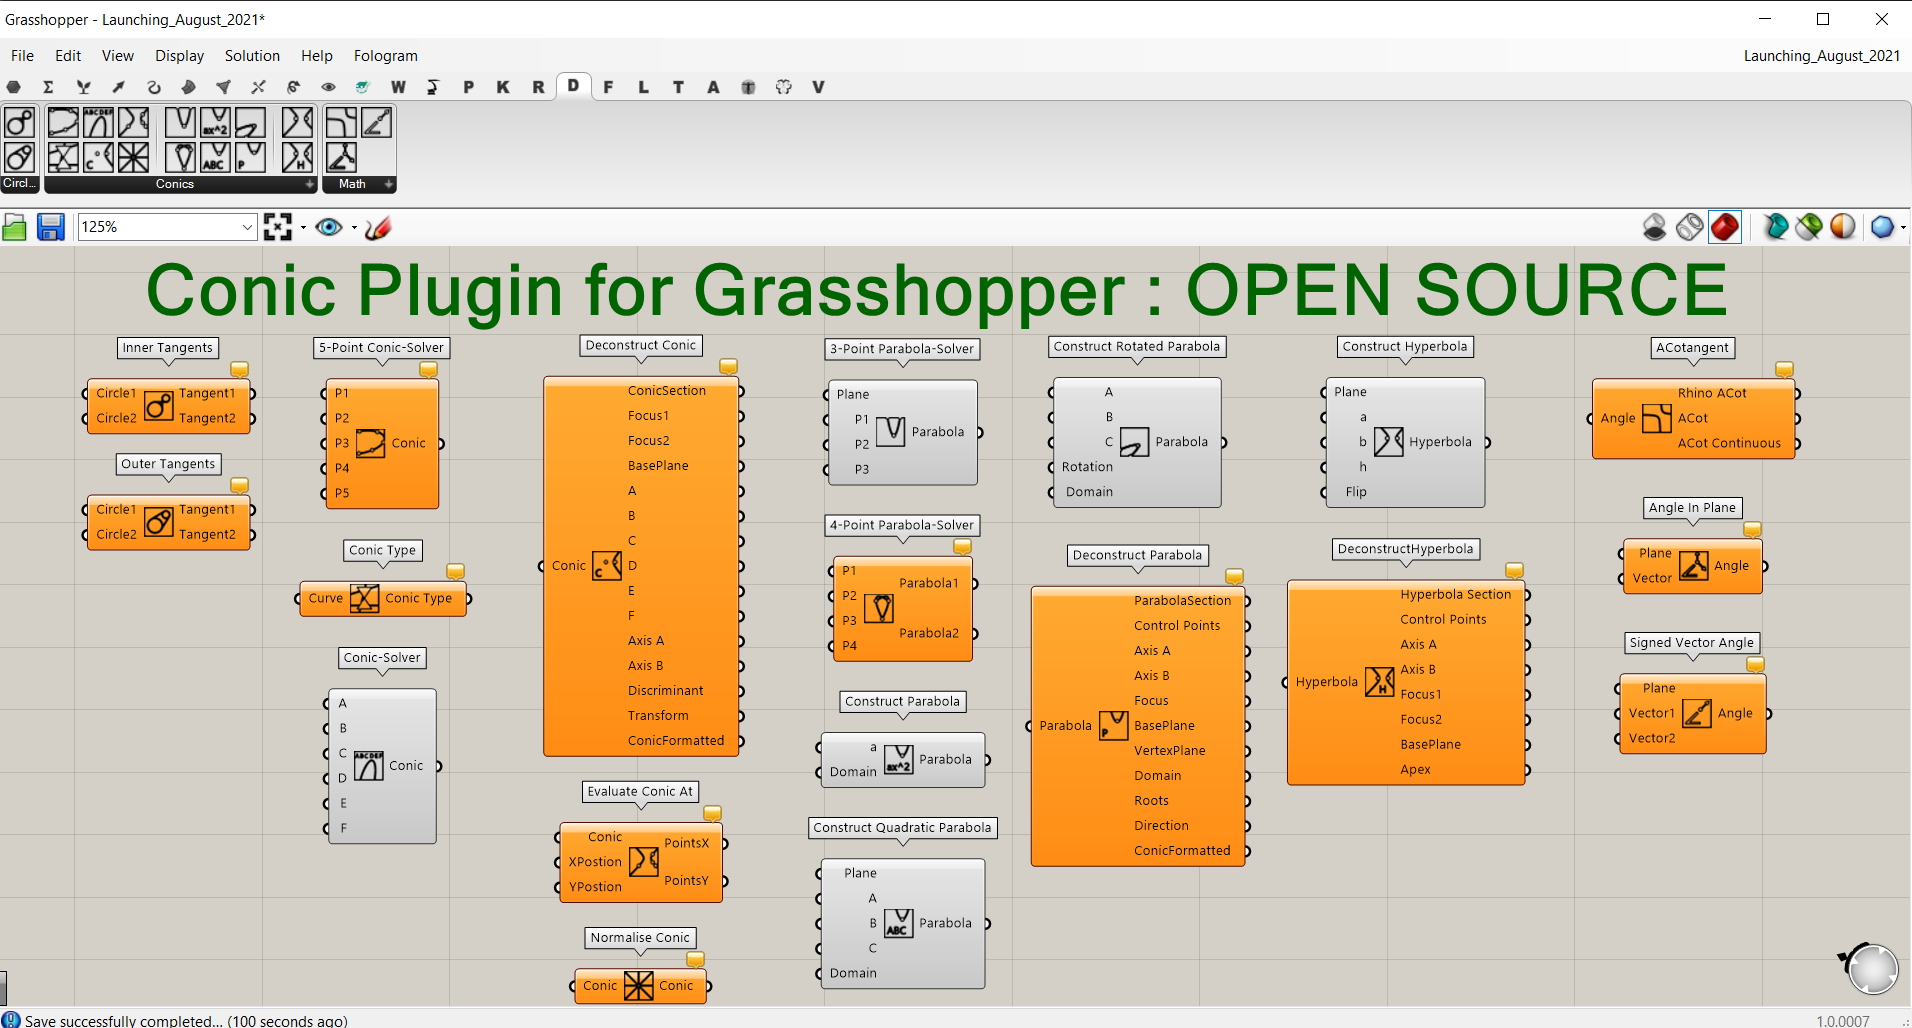 Grasshopper - Launching_August_2021*
File Edit View Display Solution Help Fologram
Launching_August_2021
Σ W P K R D F L T A V
ABCDEF
ax^2
C
ABC
P
H
Circl...
Conics
Math
125%
Conic Plugin for Grasshopper : OPEN SOURCE
Inner Tangents
Circle1 Tangent1
Circle2 Tangent2
Outer Tangents
Circle1 Tangent1
Circle2 Tangent2
5-Point Conic-Solver
P1
P2
P3 Conic
P4
P5
Conic Type
Curve Conic Type
Conic-Solver
A
B
C
ABCDEF Conic
D
E
F
Deconstruct Conic
ConicSection
Focus1
Focus2
BasePlane
A
B
C
Conic C D
E
F
Axis A
Axis B
Discriminant
Transform
ConicFormatted
Evaluate Conic At
Conic PointsX
XPostion
YPostion PointsY
Normalise Conic
Conic Conic
3-Point Parabola-Solver
Plane
P1 Parabola
P2
P3
4-Point Parabola-Solver
P1 Parabola1
P2
P3 Parabola2
P4
Construct Parabola
a Parabola
Domain ax^2
Construct Quadratic Parabola
Plane
A
B ABC Parabola
C
Domain
Construct Rotated Parabola
A
B
C Parabola
Rotation
Domain
Deconstruct Parabola
ParabolaSection
Control Points
Axis A
Axis B
Focus
Parabola P BasePlane
VertexPlane
Domain
Roots
Direction
ConicFormatted
Construct Hyperbola
Plane
a
b Hyperbola
h
Flip
DeconstructHyperbola
Hyperbola Section
Control Points
Axis A
Axis B
Hyperbola H
Focus1
Focus2
BasePlane
Apex
ACotangent
Rhino ACot
Angle ACot
ACot Continuous
Angle In Plane
Plane Angle
Vector
Signed Vector Angle
Plane
Vector1 Angle
Vector2
Save successfully completed... (100 seconds ago)
1.0.0007